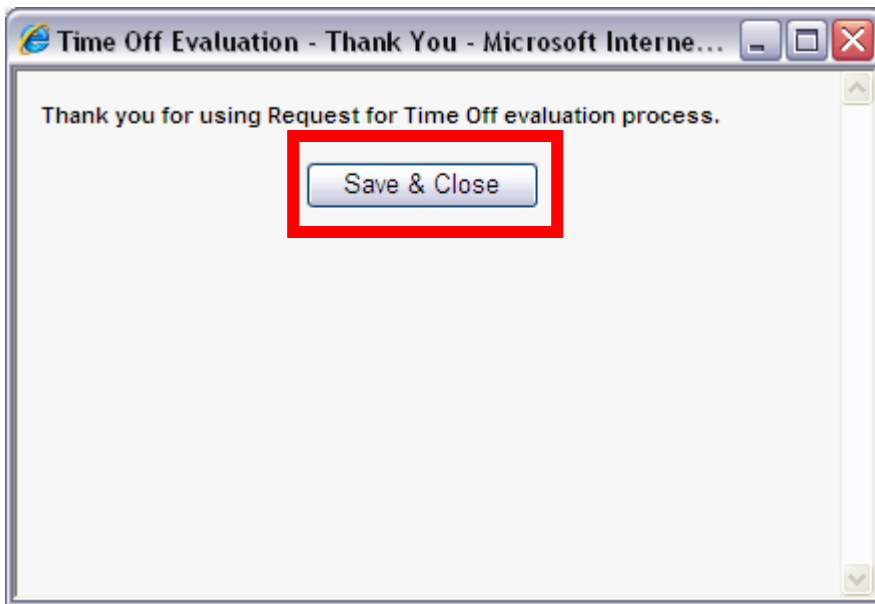 Time Off Evaluation - Thank You - Microsoft Interne...
Thank you for using Request for Time Off evaluation process.
Save & Close